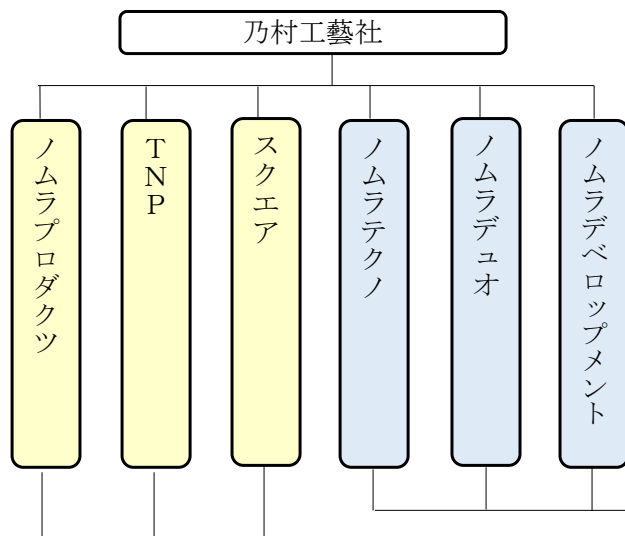 乃村工藝社
ノムラプロダクツ
TNP
スクエア
ノムラテクノ
ノムラデュオ
ノムラデベロップメント